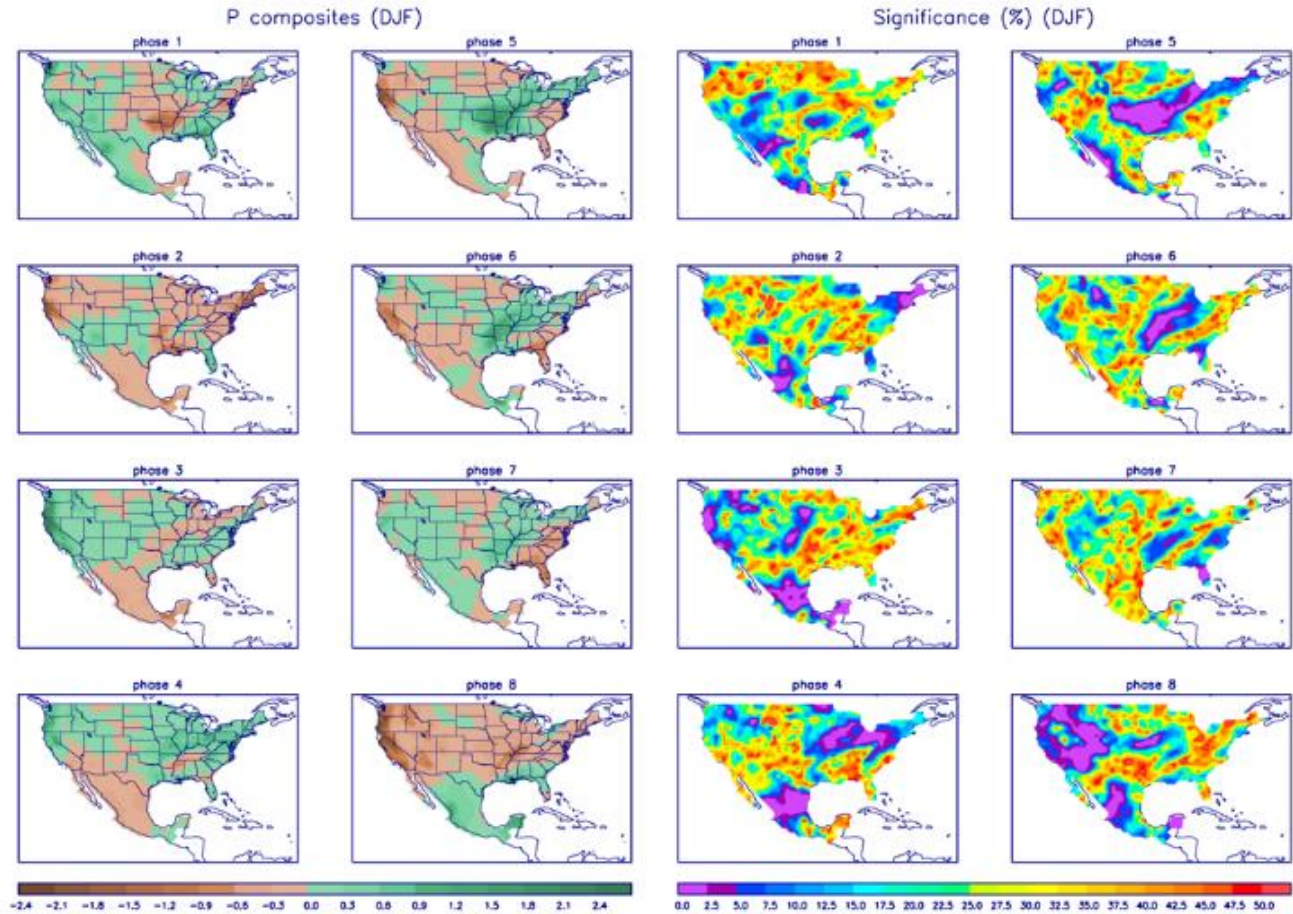 P composites (DJF)
Significance (%) (DJF)
phase 1
phase 5
phase 1
phase 5
phase 2
phase 6
phase 2
phase 6
phase 3
phase 7
phase 3
phase 7
phase 4
phase 8
phase 4
phase 8
-2.4 -2.1 -1.8 -1.5 -1.2 -0.9 -0.6 -0.3 0.0 0.3 0.6 0.9 1.2 1.5 1.8 2.1 2.4
0.0 2.5 5.0 7.5 10.0 12.5 15.0 17.5 20.0 22.5 25.0 27.5 30.0 32.5 35.0 37.5 40.0 42.5 45.0 47.5 50.0